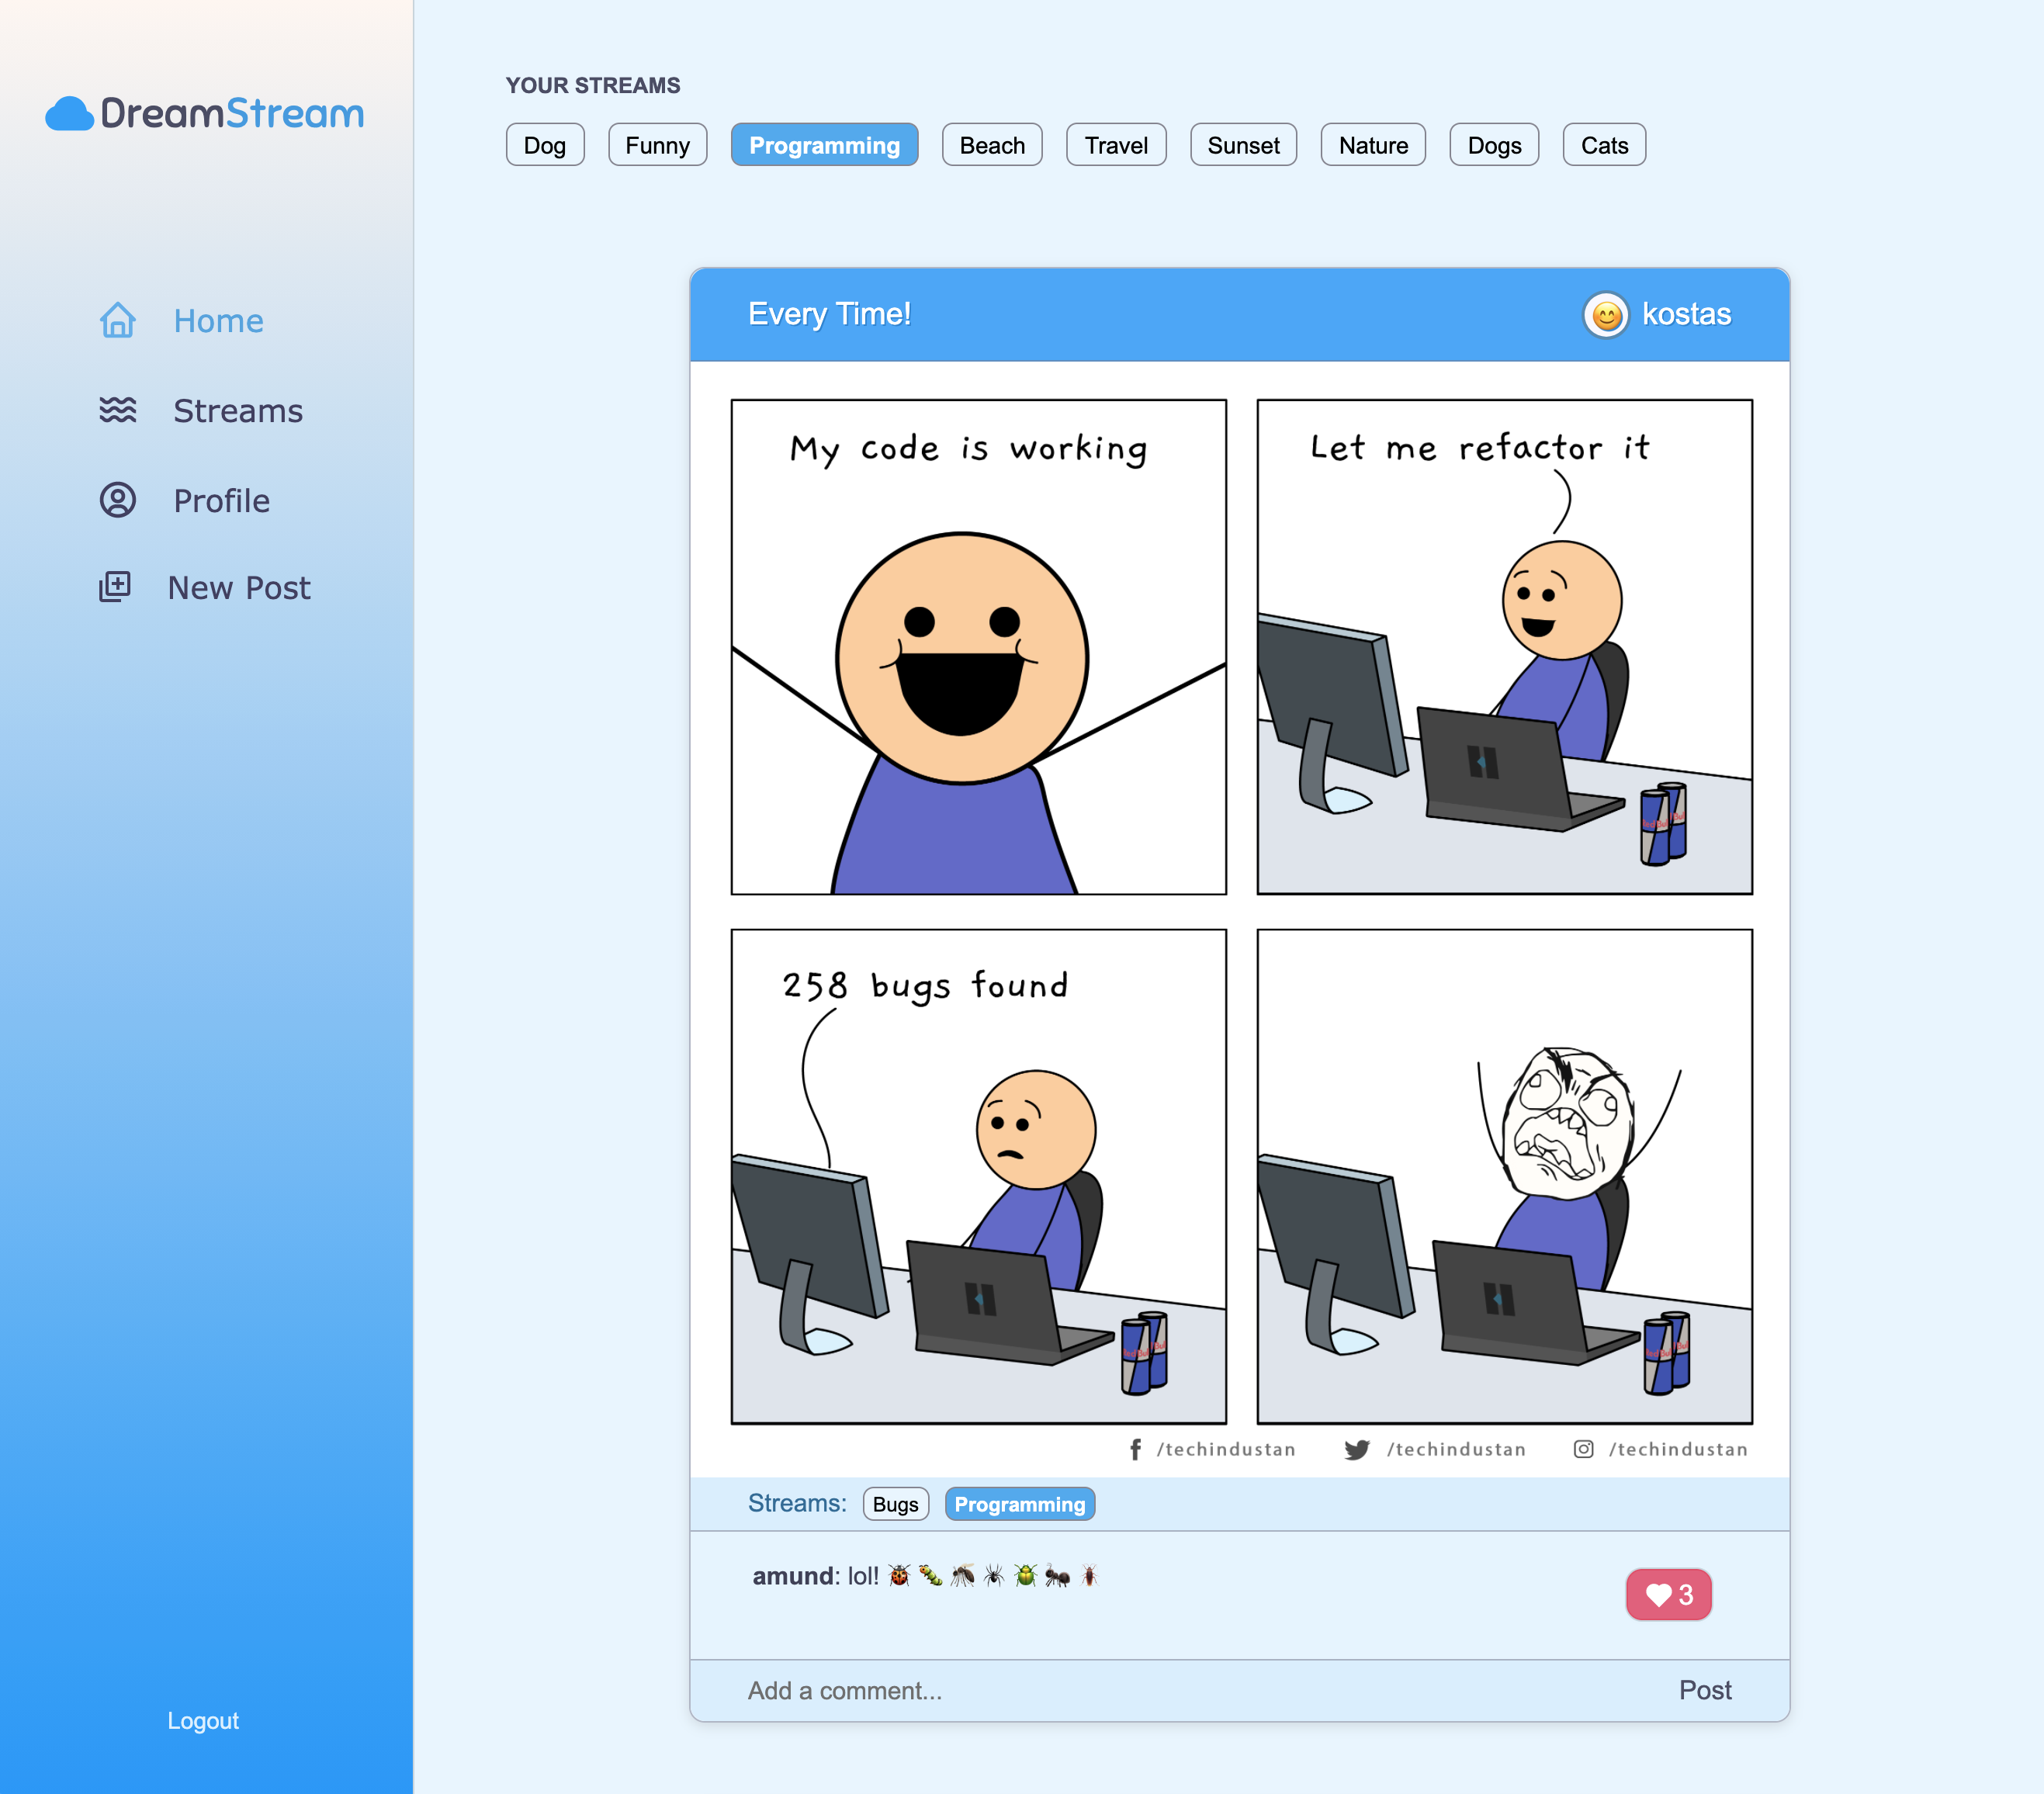 DreamStream
Home
Streams
Profile
New Post
Logout
YOUR STREAMS
Dog Funny Programming Beach Travel Sunset Nature Dogs Cats
Every Time! kostas
My code is working
Let me refactor it
258 bugs found
/techindustan /techindustan /techindustan
Streams: Bugs Programming
amund: lol! 🐞 🐛 🦟 🕷 🪲 🐜 🪳
3
Add a comment... Post